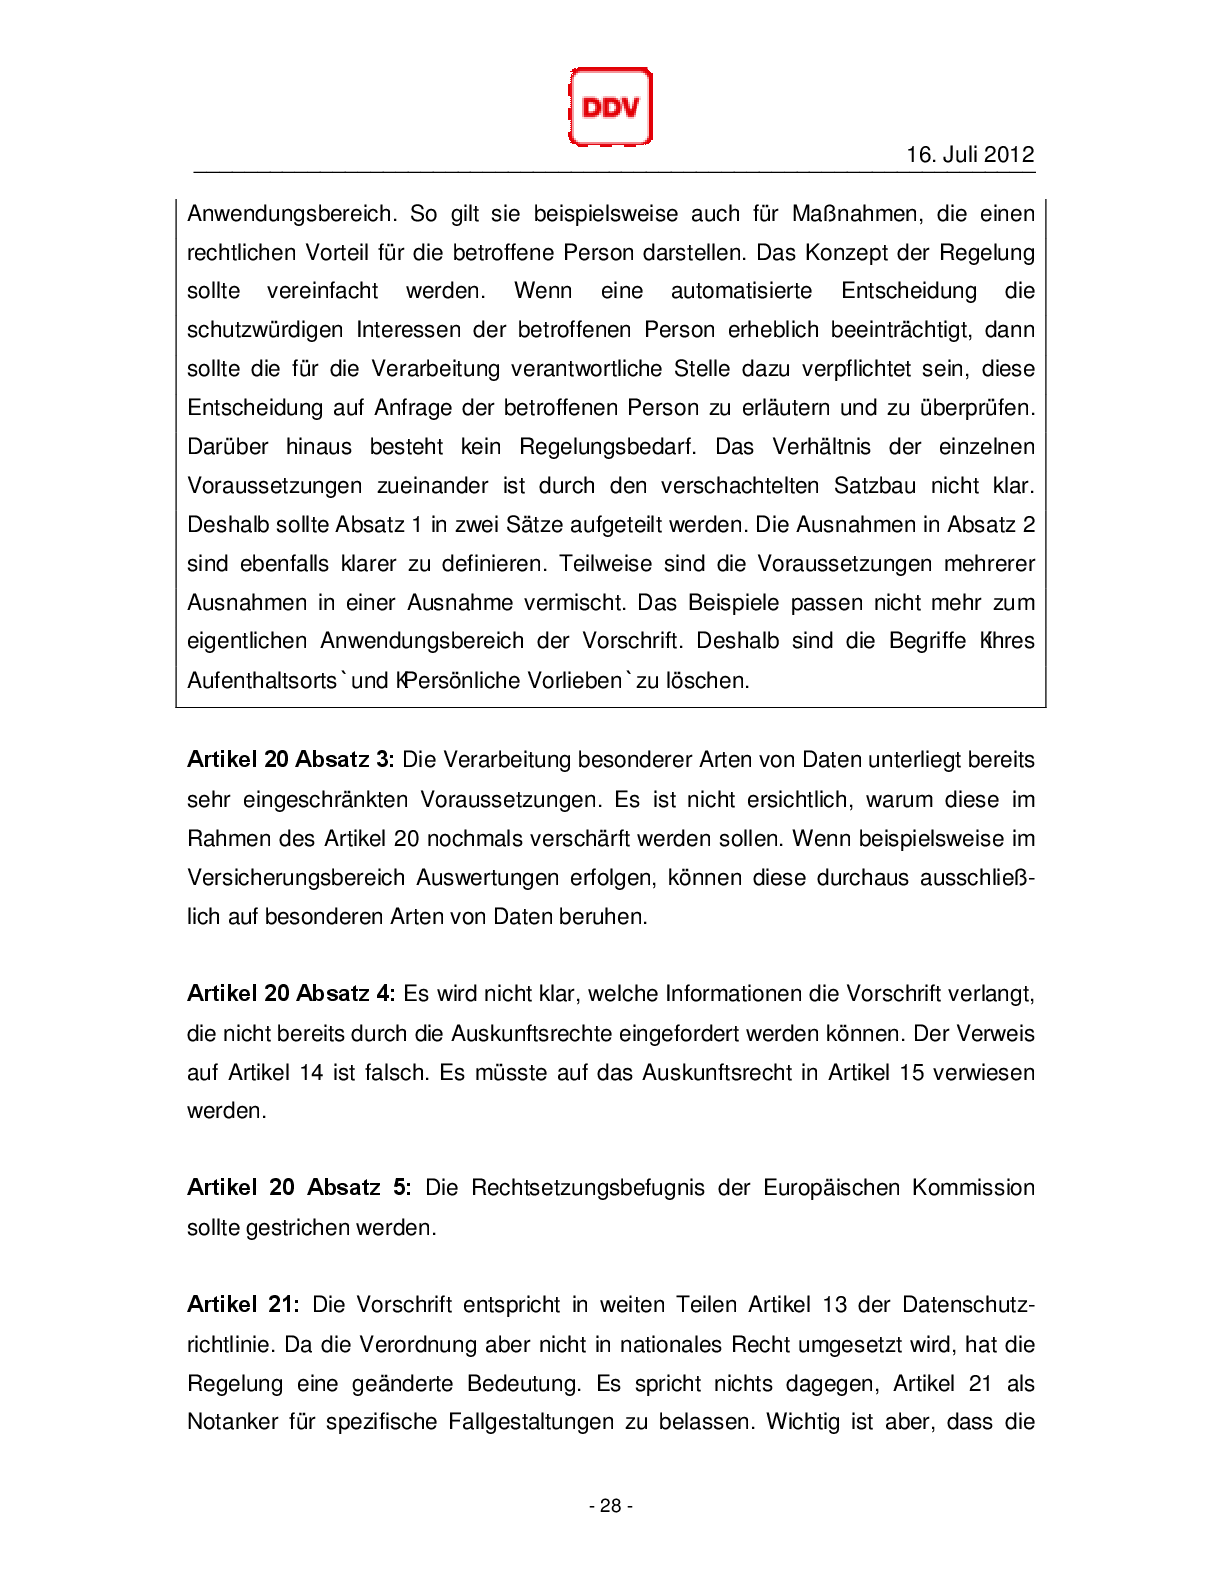 DDV
16. Juli 2012
Anwendungsbereich. So gilt sie beispielsweise auch für Maßnahmen, die einen
rechtlichen Vorteil für die betroffene Person darstellen. Das Konzept der Regelung
sollte vereinfacht werden. Wenn eine automatisierte Entscheidung die
schutzwürdigen Interessen der betroffenen Person erheblich beeinträchtigt, dann
sollte die für die Verarbeitung verantwortliche Stelle dazu verpflichtet sein, diese
Entscheidung auf Anfrage der betroffenen Person zu erläutern und zu überprüfen.
Darüber hinaus besteht kein Regelungsbedarf. Das Verhältnis der einzelnen
Voraussetzungen zueinander ist durch den verschachtelten Satzbau nicht klar.
Deshalb sollte Absatz 1 in zwei Sätze aufgeteilt werden. Die Ausnahmen in Absatz 2
sind ebenfalls klarer zu definieren. Teilweise sind die Voraussetzungen mehrerer
Ausnahmen in einer Ausnahme vermischt. Das Beispiele passen nicht mehr zum
eigentlichen Anwendungsbereich der Vorschrift. Deshalb sind die Begriffe Kihres
Aufenthaltsorts` und KPersönliche Vorlieben` zu löschen.
Artikel 20 Absatz 3: Die Verarbeitung besonderer Arten von Daten unterliegt bereits
sehr eingeschränkten Voraussetzungen. Es ist nicht ersichtlich, warum diese im
Rahmen des Artikel 20 nochmals verschärft werden sollen. Wenn beispielsweise im
Versicherungsbereich Auswertungen erfolgen, können diese durchaus ausschließ-
lich auf besonderen Arten von Daten beruhen.
Artikel 20 Absatz 4: Es wird nicht klar, welche Informationen die Vorschrift verlangt,
die nicht bereits durch die Auskunftsrechte eingefordert werden können. Der Verweis
auf Artikel 14 ist falsch. Es müsste auf das Auskunftsrecht in Artikel 15 verwiesen
werden.
Artikel 20 Absatz 5: Die Rechtsetzungsbefugnis der Europäischen Kommission
sollte gestrichen werden.
Artikel 21: Die Vorschrift entspricht in weiten Teilen Artikel 13 der Datenschutz-
richtlinie. Da die Verordnung aber nicht in nationales Recht umgesetzt wird, hat die
Regelung eine geänderte Bedeutung. Es spricht nichts dagegen, Artikel 21 als
Notanker für spezifische Fallgestaltungen zu belassen. Wichtig ist aber, dass die
- 28 -